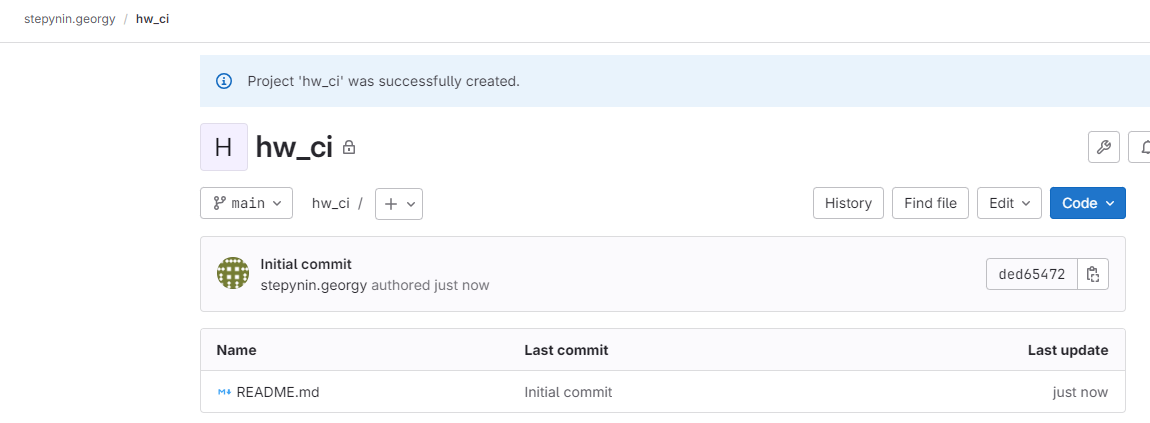 stepynin.georgy / hw_ci
Project 'hw_ci' was successfully created.
H hw_ci
main hw_ci / + History Find file Edit Code
Initial commit
stepynin.georgy authored just now
ded65472
Name Last commit Last update
README.md Initial commit just now